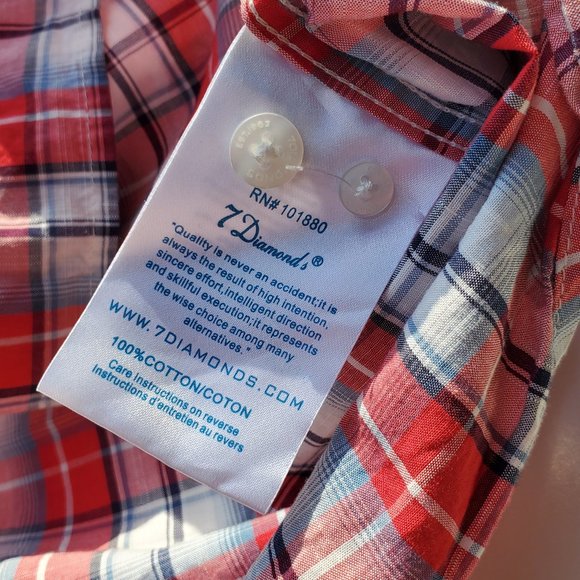 RN# 101880
7 Diamonds®
"Quality is never an accident;it is
always the result of high intention,
sincere effort,intelligent direction
and skillful execution;it represents
the wise choice among many
alternatives."
WWW.7DIAMONDS.COM
100%COTTON/COTON
Care instructions on reverse
Instructions d'entretien au revers